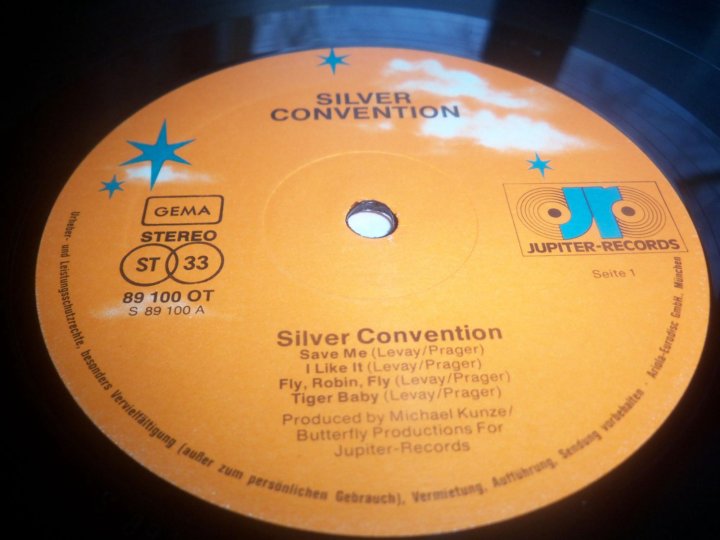 SILVER
CONVENTION
GEMA
STEREO
ST 33
89 100 OT
S 89 100 A
JR
JUPITER-RECORDS
Seite 1
Silver Convention
Save Me (Levay/Prager)
I Like It (Levay/Prager)
Fly, Robin, Fly (Levay/Prager)
Tiger Baby (Levay/Prager)
Produced by Michael Kunze/
Butterfly Productions For
Jupiter-Records
Urheber- und Leistungsschutzrechte, besonders Vervielfältigung (außer zum persönlichen Gebrauch), Vermietung, Aufführung, Sendung vorbehalten · Ariola-Eurodisc GmbH, München